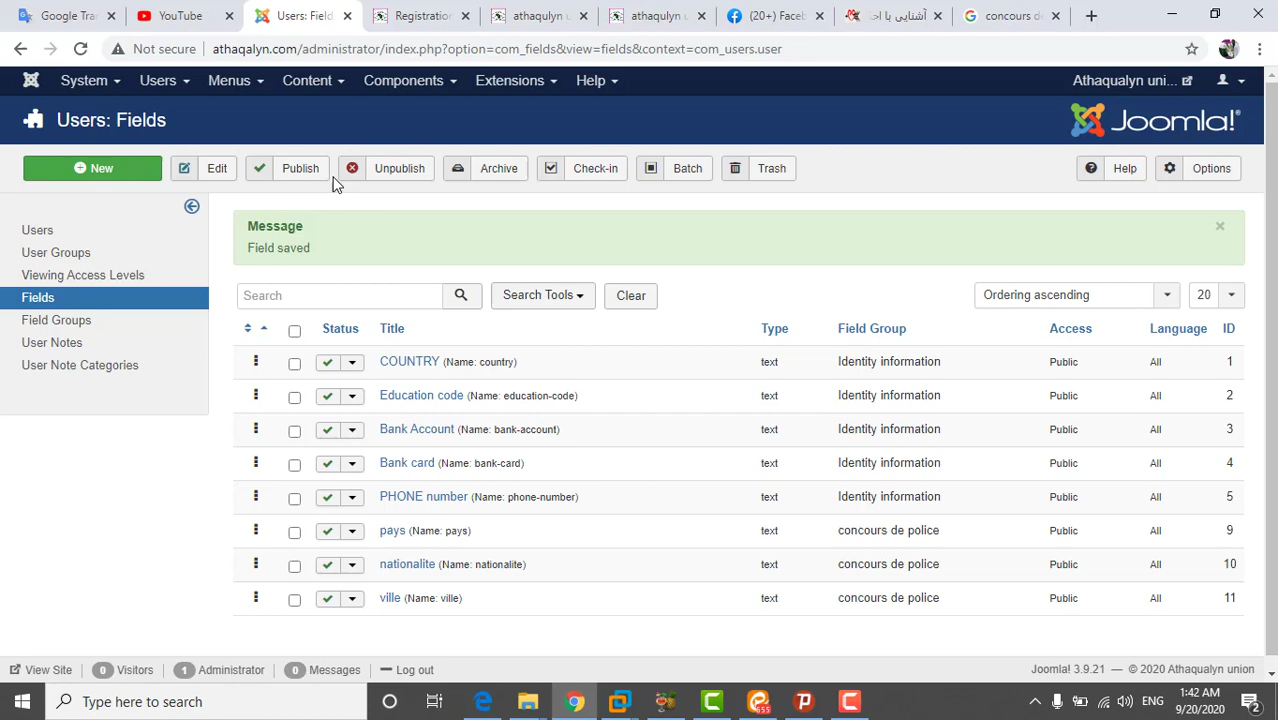 Google Tra
YouTube
Users: Field
Registration
athaqulyn un
athaqulyn un
(20+) Faceb
آشنایی با اخت
concours de
Not secure
athaqalyn.com/administrator/index.php?option=com_fields&view=fields&context=com_users.user
System
Users
Menus
Content
Components
Extensions
Help
Athaqalyn uni...
Users: Fields
Joomla!
New
Edit
Publish
Unpublish
Archive
Check-in
Batch
Trash
Help
Options
Users
User Groups
Viewing Access Levels
Fields
Field Groups
User Notes
User Note Categories
Message
Field saved
Search
Search Tools
Clear
Ordering ascending
20
Status Title Type Field Group Access Language ID
COUNTRY (Name: country) text Identity information Public All 1
Education code (Name: education-code) text Identity information Public All 2
Bank Account (Name: bank-account) text Identity information Public All 3
Bank card (Name: bank-card) text Identity information Public All 4
PHONE number (Name: phone-number) text Identity information Public All 5
pays (Name: pays) text concours de police Public All 9
nationalite (Name: nationalite) text concours de police Public All 10
ville (Name: ville) text concours de police Public All 11
View Site 0 Visitors 1 Administrator 0 Messages Log out
Joomla! 3.9.21 — © 2020 Athaqalyn union
Type here to search
655
ENG
1:42 AM
9/20/2020
2